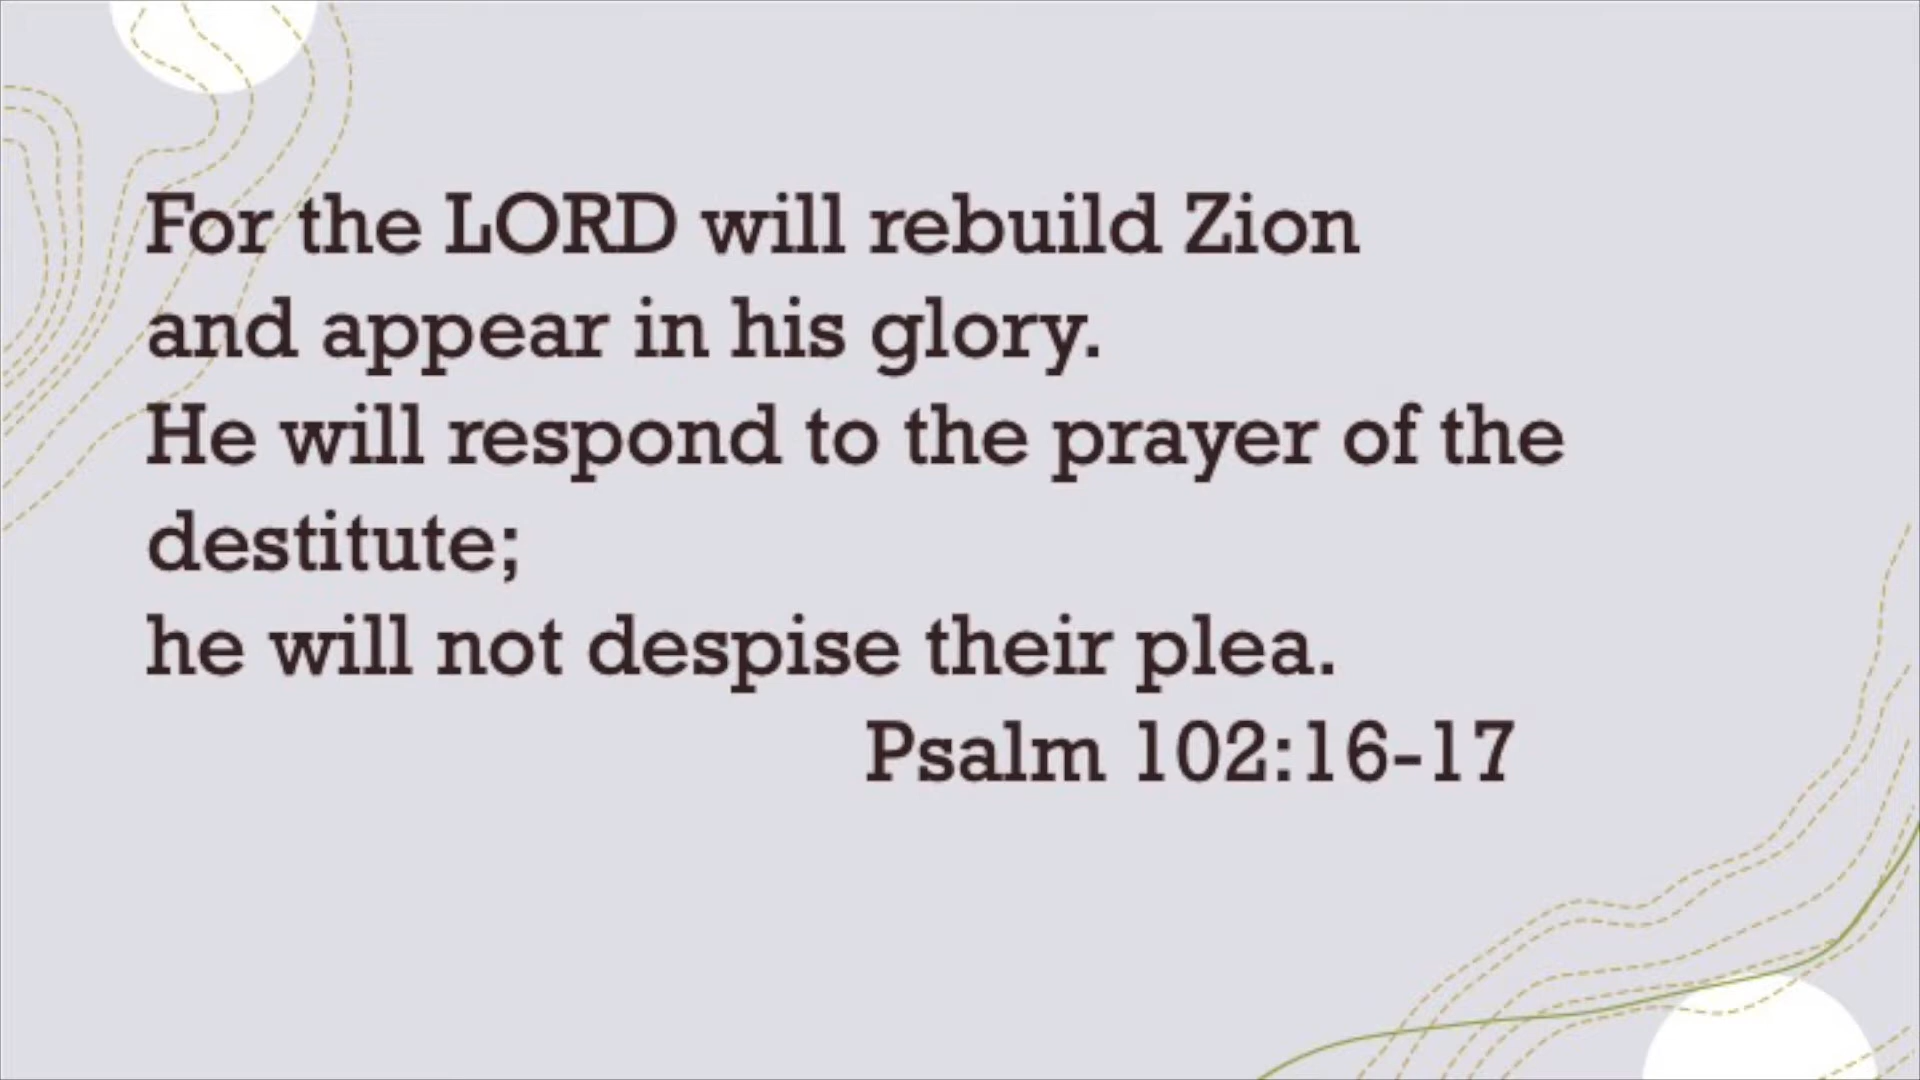 For the LORD will rebuild Zion
and appear in his glory.
He will respond to the prayer of the
destitute;
he will not despise their plea.
Psalm 102:16-17